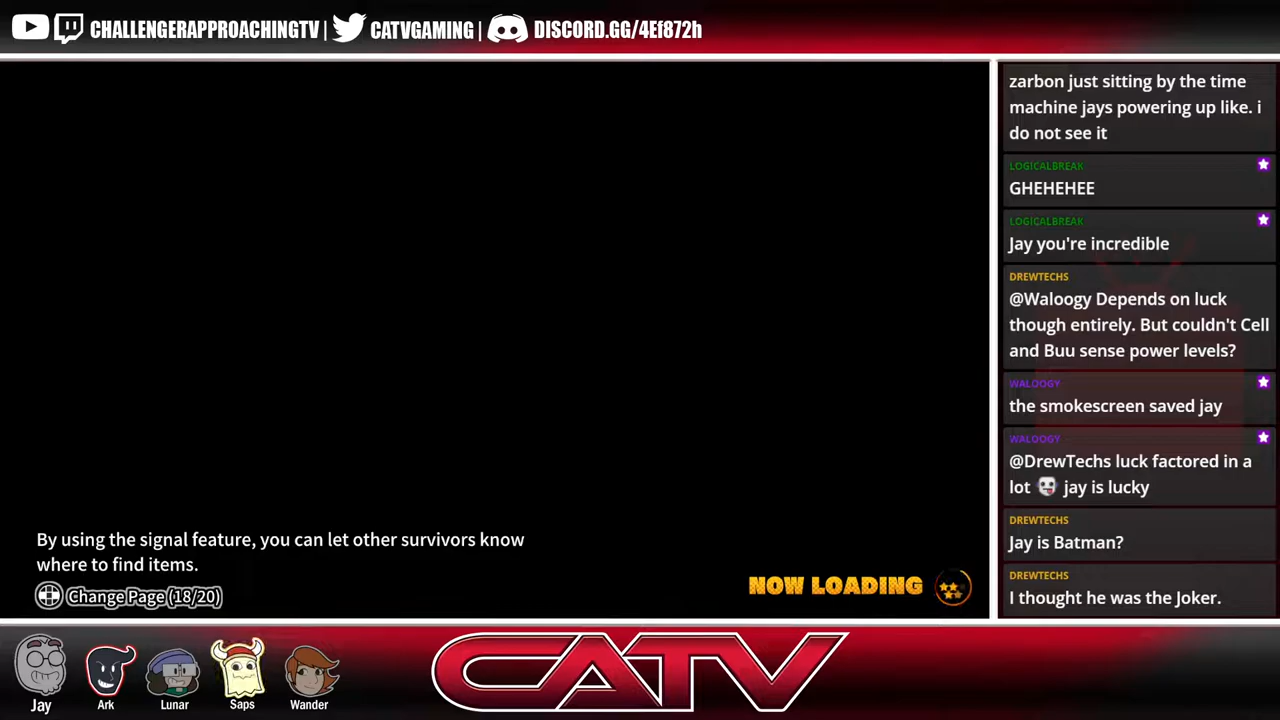 CHALLENGERAPPROACHINGTV | CATVGAMING | DISCORD.GG/4Ef872h
zarbon just sitting by the time
machine jays powering up like. i
do not see it
LOGICALBREAK
GHEHEHEE
LOGICALBREAK
Jay you're incredible
DREWTECHS
@Waloogy Depends on luck
though entirely. But couldn't Cell
and Buu sense power levels?
WALOOGY
the smokescreen saved jay
WALOOGY
@DrewTechs luck factored in a
lot 👻 jay is lucky
DREWTECHS
Jay is Batman?
DREWTECHS
I thought he was the Joker.
By using the signal feature, you can let other survivors know
where to find items.
Change Page (18/20)
NOW LOADING
Jay
Ark
Lunar
Saps
Wander
CATV